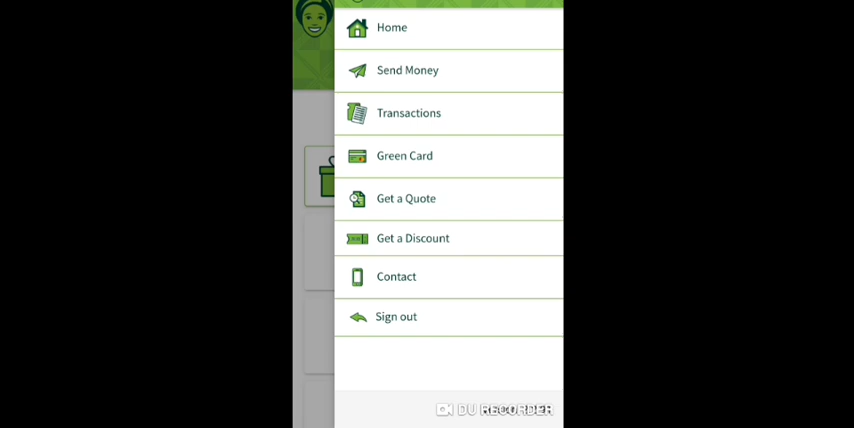 Home
Send Money
Transactions
Green Card
Get a Quote
Get a Discount
Contact
Sign out
DU RECORDER